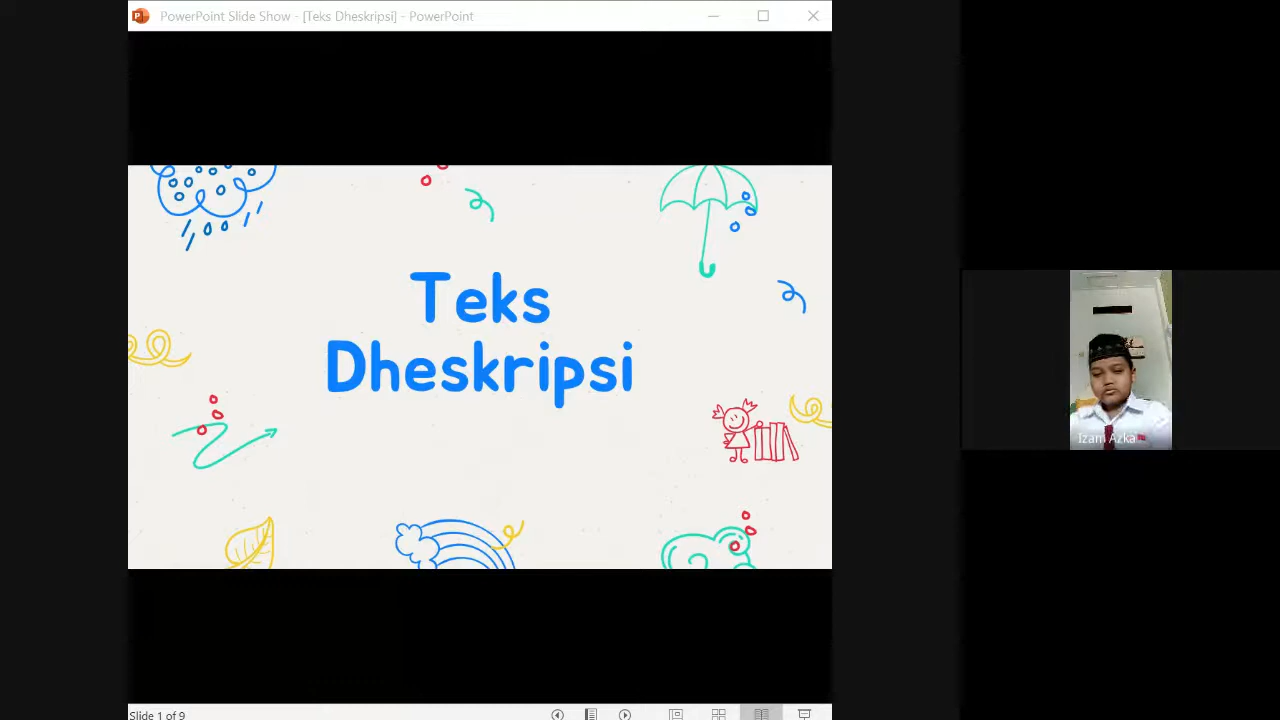 PowerPoint Slide Show - [Teks Dheskripsi] - PowerPoint
Teks
Dheskripsi
Izam Azka
Slide 1 of 9